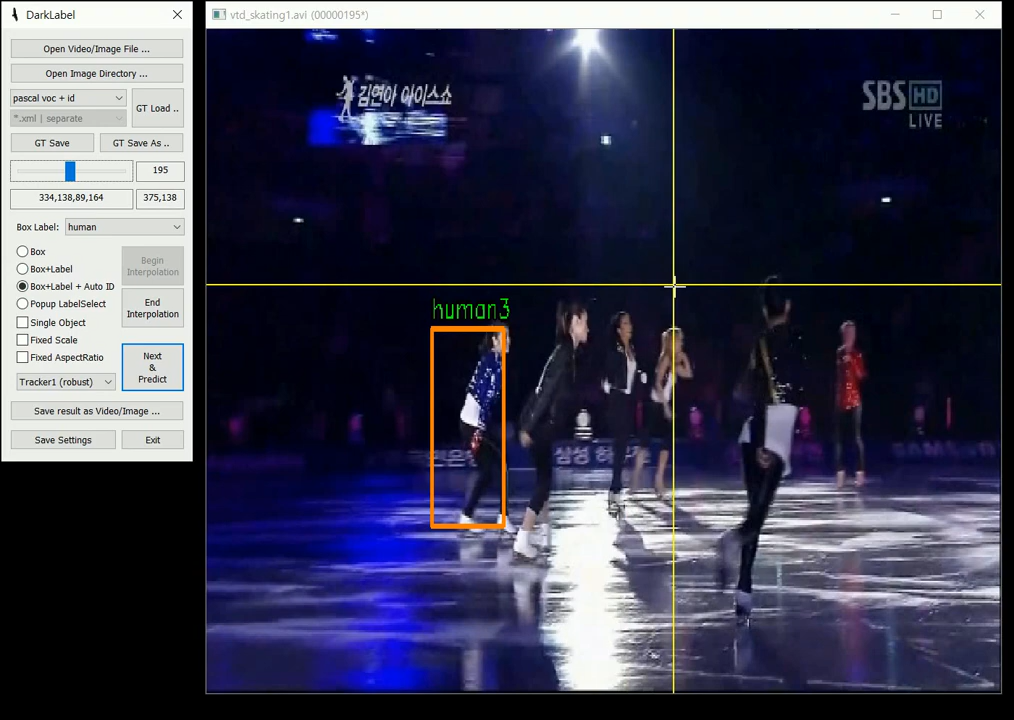 DarkLabel
Open Video/Image File ...
Open Image Directory ...
pascal voc + id
GT Load ..
*.xml | separate
GT Save
GT Save As ..
195
334,138,89,164
375,138
Box Label:
human
Box
Box+Label
Box+Label + Auto ID
Popup LabelSelect
Single Object
Fixed Scale
Fixed AspectRatio
Begin
Interpolation
End
Interpolation
Next
&
Predict
Tracker1 (robust)
Save result as Video/Image ...
Save Settings
Exit
vtd_skating1.avi (00000195*)
김연아 아이스쇼
SBS HD
LIVE
human3
삼성